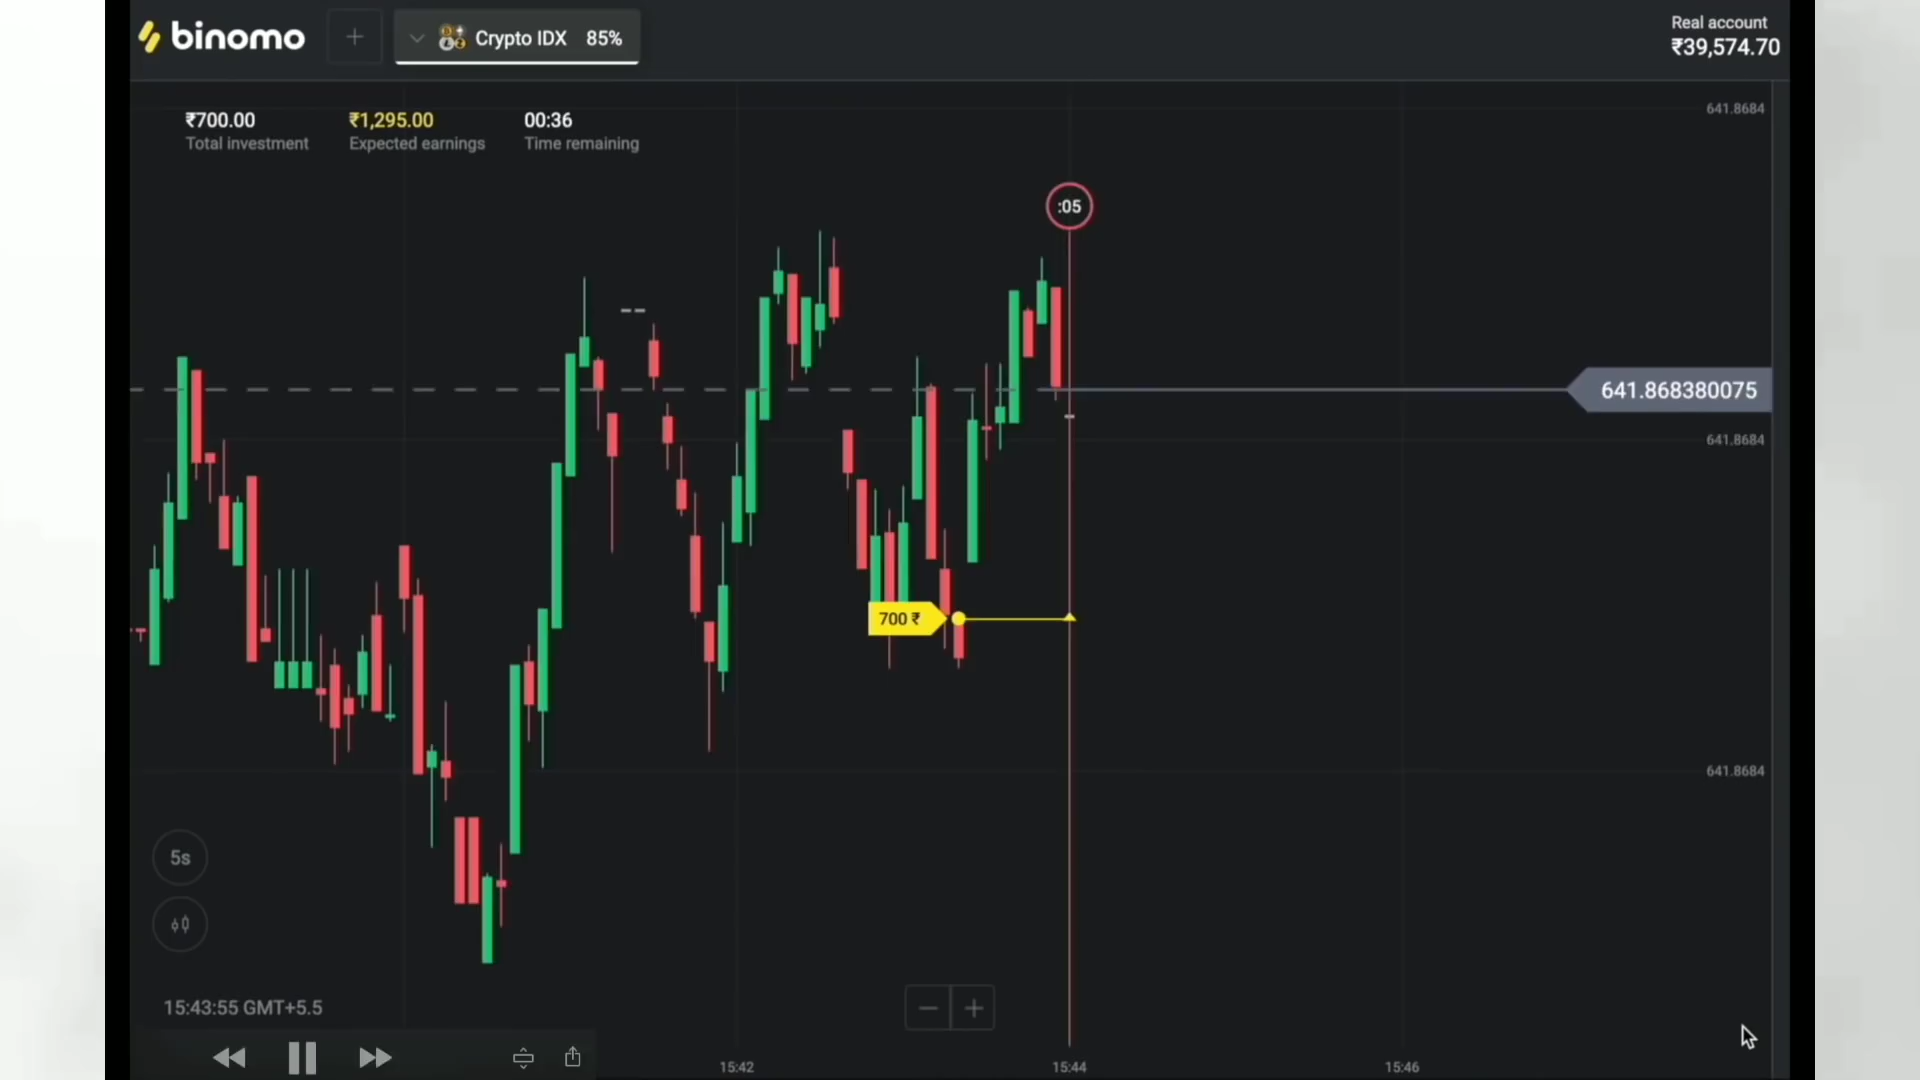 binomo
+
Crypto IDX 85%
Real account
₹39,574.70
₹700.00
Total investment
₹1,295.00
Expected earnings
00:36
Time remaining
641.8684
:05
641.868380075
641.8684
700 ₹
641.8684
5s
15:43:55 GMT+5.5
− +
15:42
15:44
15:46